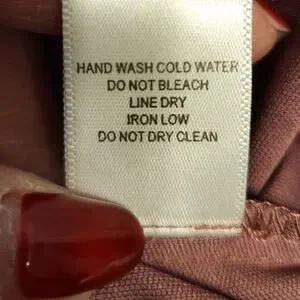 HAND WASH COLD WATER
DO NOT BLEACH
LINE DRY
IRON LOW
DO NOT DRY CLEAN